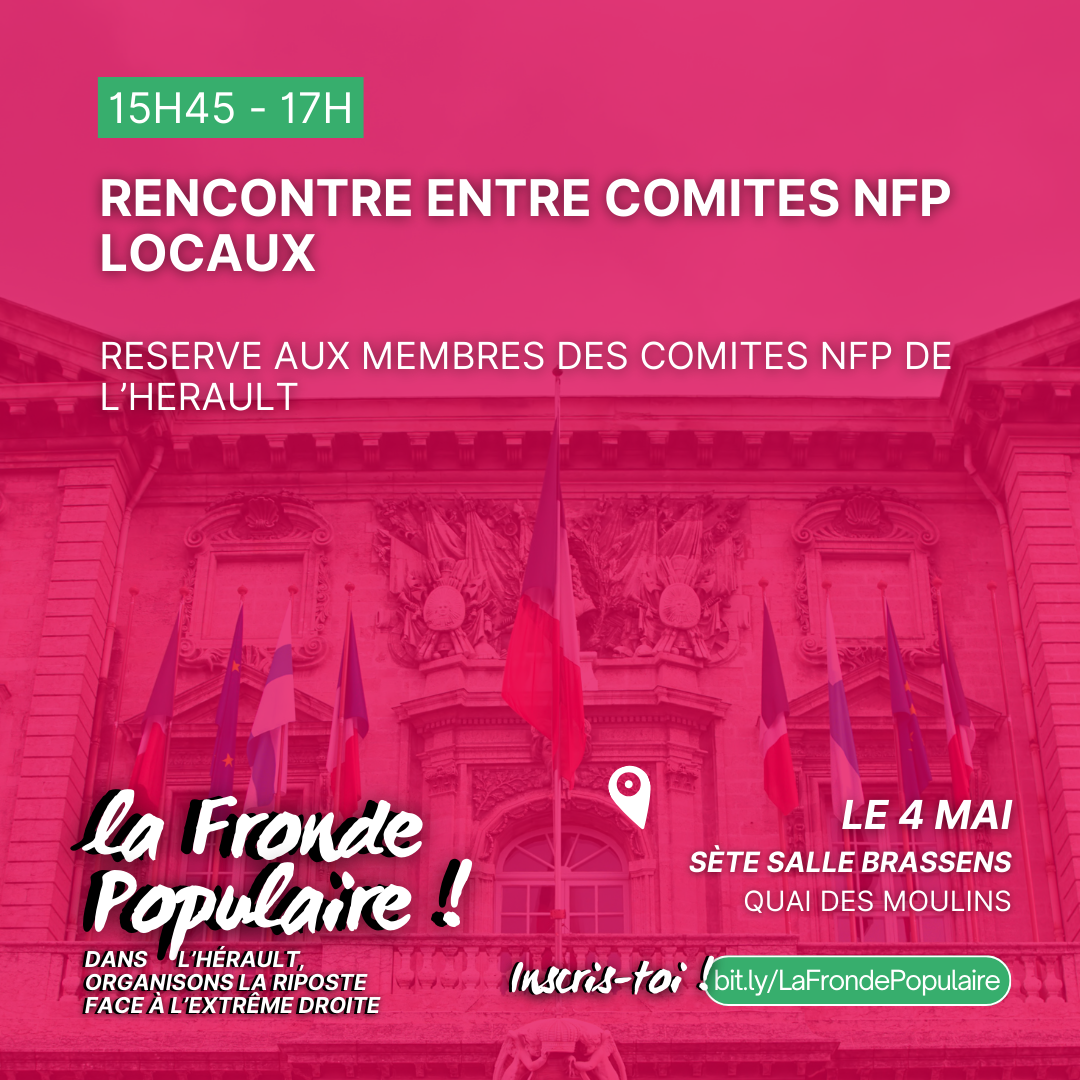 15H45 - 17H
RENCONTRE ENTRE COMITES NFP
LOCAUX
RESERVE AUX MEMBRES DES COMITES NFP DE
L'HERAULT
la Fronde
Populaire !
DANS L'HÉRAULT,
ORGANISONS LA RIPOSTE
FACE À L'EXTRÊME DROITE
LE 4 MAI
SÈTE SALLE BRASSENS
QUAI DES MOULINS
Inscris-toi ! bit.ly/LaFrondePopulaire